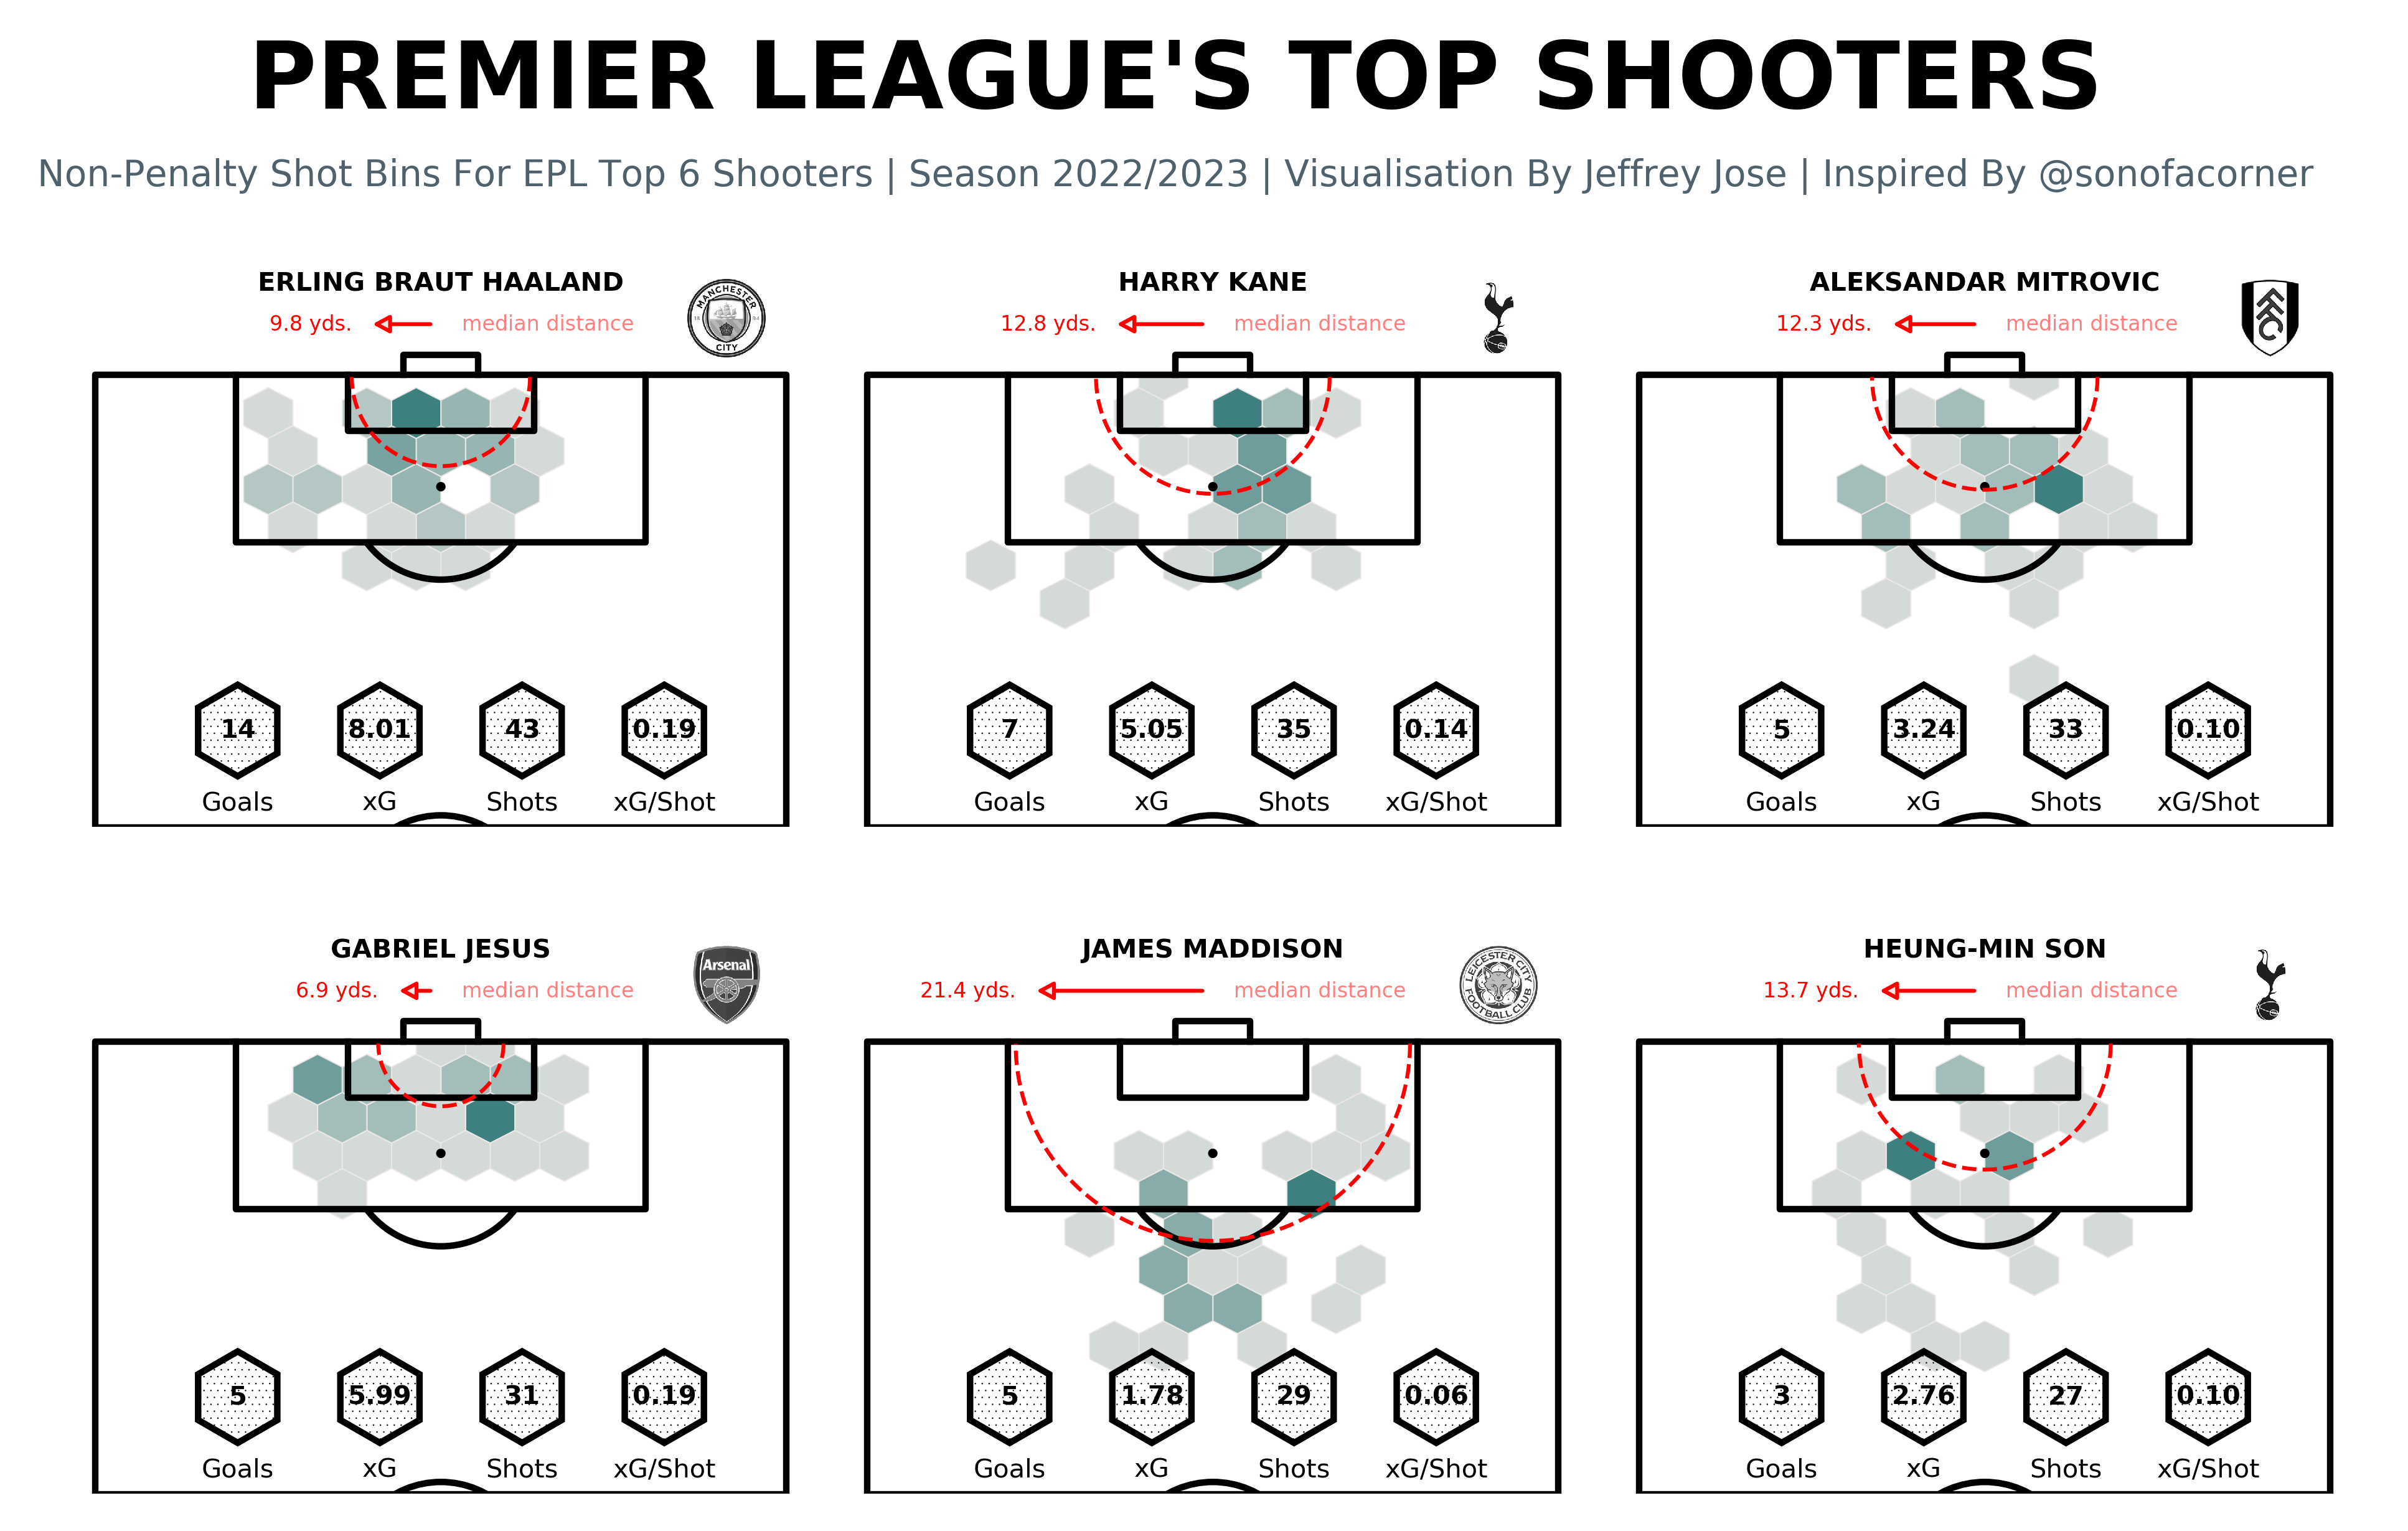 PREMIER LEAGUE'S TOP SHOOTERS
Non-Penalty Shot Bins For EPL Top 6 Shooters | Season 2022/2023 | Visualisation By Jeffrey Jose | Inspired By @sonofacorner
ERLING BRAUT HAALAND
9.8 yds. median distance
MANCHESTER
18 94
CITY
14 8.01 43 0.19
Goals xG Shots xG/Shot
HARRY KANE
12.8 yds. median distance
7 5.05 35 0.14
Goals xG Shots xG/Shot
ALEKSANDAR MITROVIC
12.3 yds. median distance
FFC
5 3.24 33 0.10
Goals xG Shots xG/Shot
GABRIEL JESUS
6.9 yds. median distance
Arsenal
5 5.99 31 0.19
Goals xG Shots xG/Shot
JAMES MADDISON
21.4 yds. median distance
LEICESTER CITY
FOOTBALL CLUB
5 1.78 29 0.06
Goals xG Shots xG/Shot
HEUNG-MIN SON
13.7 yds. median distance
3 2.76 27 0.10
Goals xG Shots xG/Shot